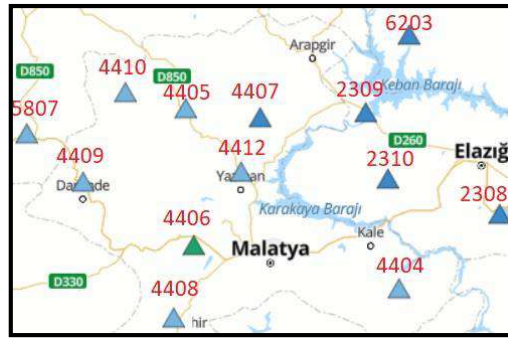 6203
Arapgir
D850
4410
D850
4405
4407
2309
Keban Barajı
5807
D260
4412
2310
Elazığ
4409
2308
Karakaya Barajı
4406
Malatya
Kale
4404
D330
4408